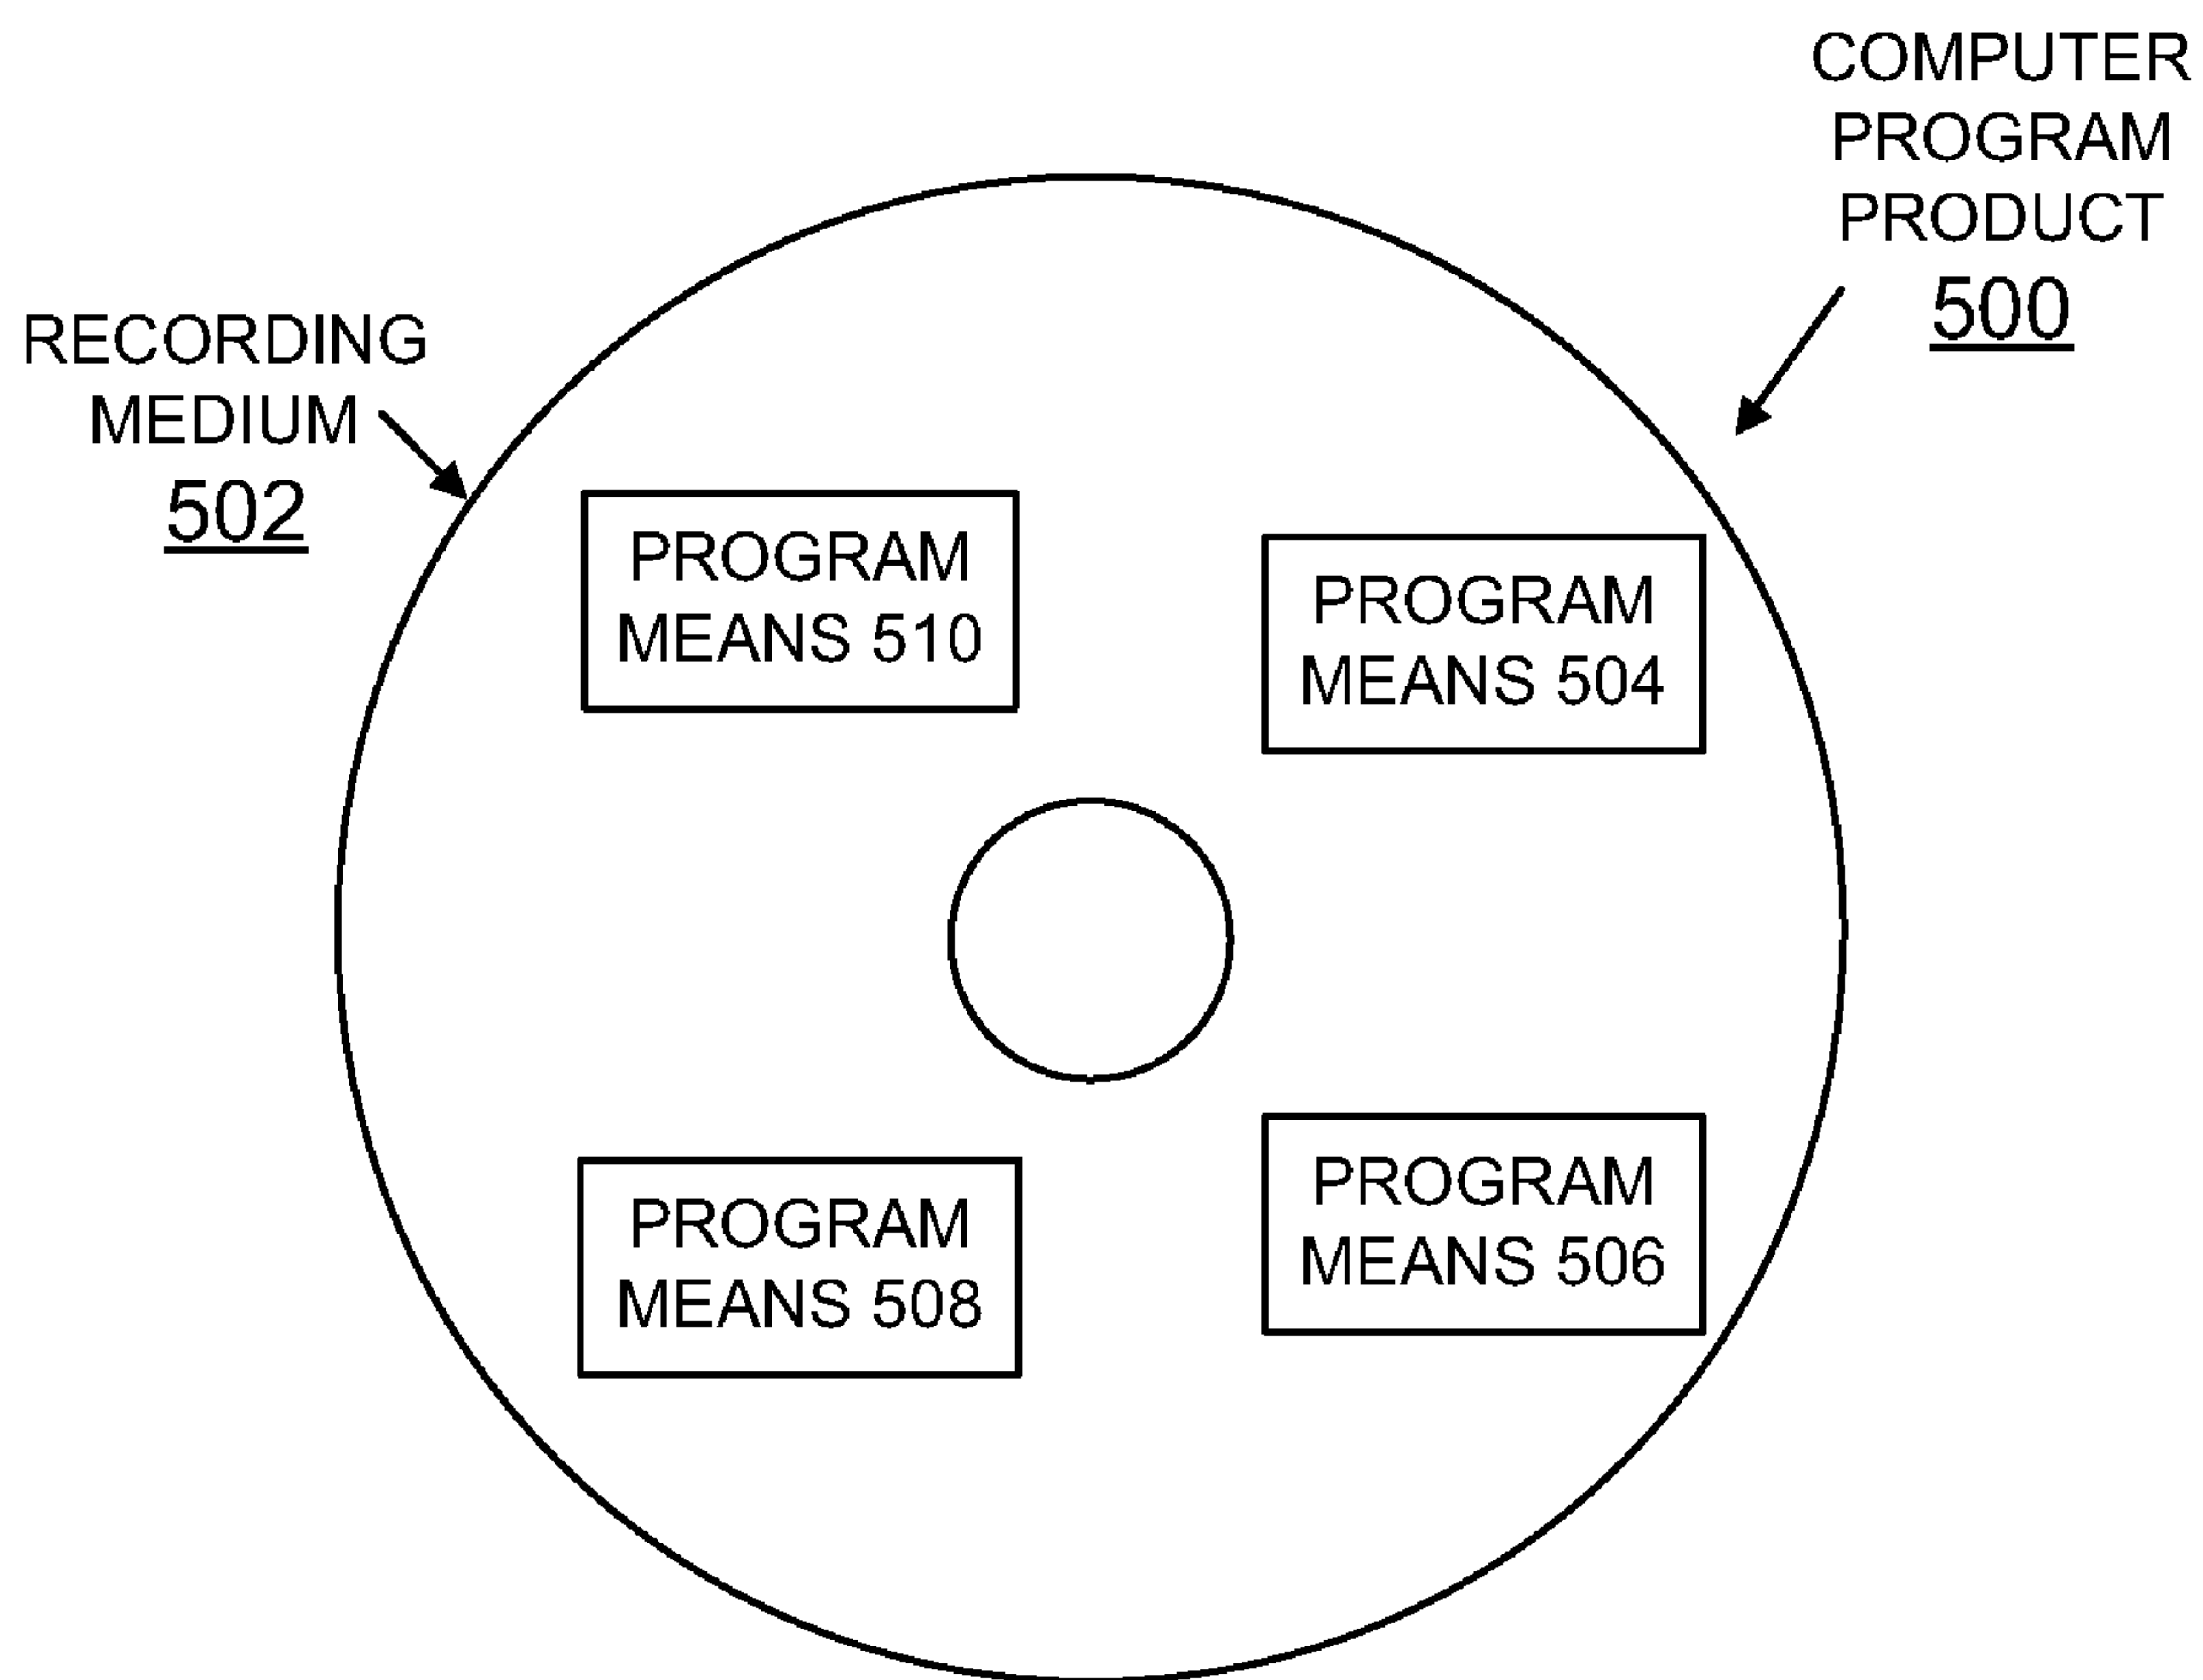 COMPUTER
PROGRAM
PRODUCT
500
RECORDING
MEDIUM
502
PROGRAM
MEANS 510
PROGRAM
MEANS 504
PROGRAM
MEANS 508
PROGRAM
MEANS 506